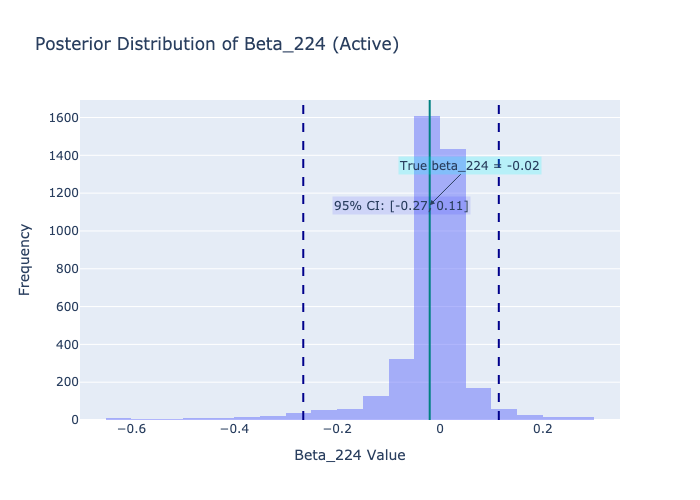 Posterior Distribution of Beta_224 (Active)
1600
1400
1200
1000
800
600
400
200
0
Frequency
True beta_224 = -0.02
95% CI: [-0.27, 0.11]
−0.6
−0.4
−0.2
0
0.2
Beta_224 Value